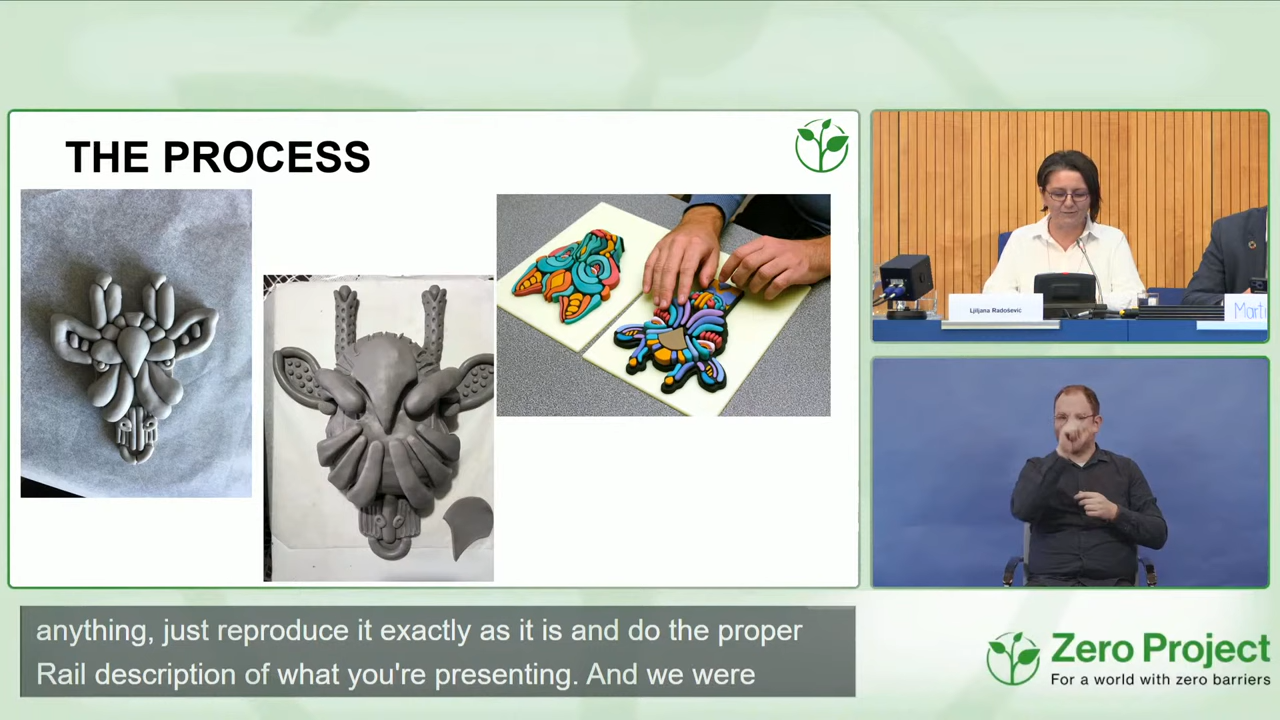 THE PROCESS
Ljiljana Radošević
Marti
anything, just reproduce it exactly as it is and do the proper
Rail description of what you're presenting. And we were
Zero Project
For a world with zero barriers